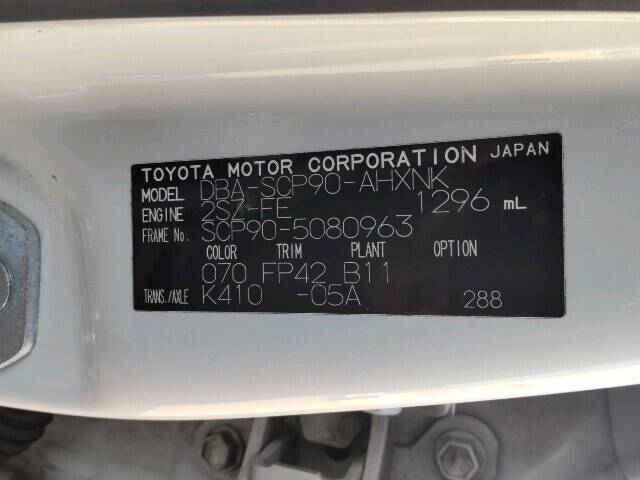 TOYOTA MOTOR CORPORATION JAPAN
MODEL DBA-SCP90-AHXNK
ENGINE 2SZ-FE 1296 mL
FRAME No. SCP90-5080963
COLOR TRIM PLANT OPTION
070 FP42 B11
TRANS./AXLE K410 -05A 288